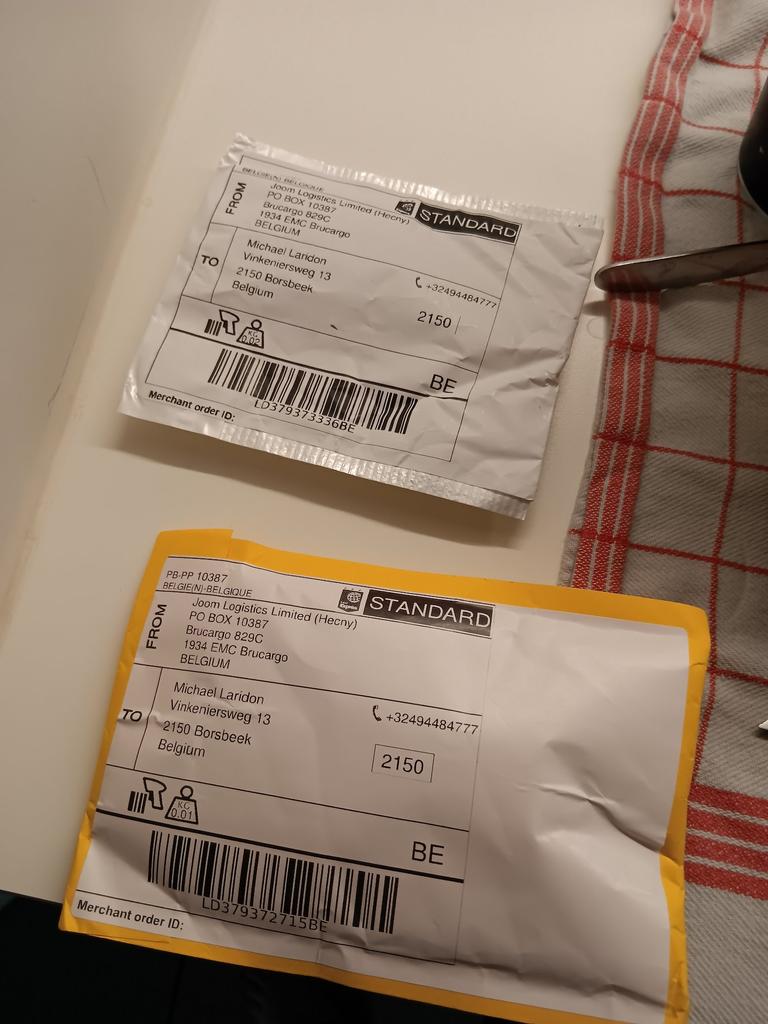 BELGIE(N)-BELGIQUE
FROM
Joom Logistics Limited (Hecny)
PO BOX 10387
Brucargo 829C
1934 EMC Brucargo
BELGIUM
STANDARD
TO
Michael Laridon
Vinkeniersweg 13
2150 Borsbeek
Belgium
+32494484777
2150
KG
0.02
BE
LD379373336BE
Merchant order ID:
PB-PP 10387
BELGIE(N)-BELGIQUE
FROM
Joom Logistics Limited (Hecny)
PO BOX 10387
Brucargo 829C
1934 EMC Brucargo
BELGIUM
STANDARD
TO
Michael Laridon
Vinkeniersweg 13
2150 Borsbeek
Belgium
+32494484777
2150
KG
0.01
BE
LD379372715BE
Merchant order ID: